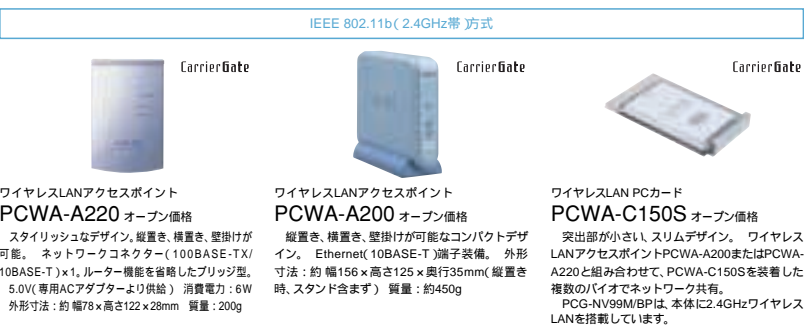 IEEE 802.11b(2.4GHz帯)方式
CarrierGate
ワイヤレスLANアクセスポイント
PCWA-A220 オープン価格
スタイリッシュなデザイン。縦置き、横置き、壁掛けが
可能。 ネットワークコネクター(100BASE-TX/
10BASE-T)×1。ルーター機能を省略したブリッジ型。
5.0V(専用ACアダプターより供給) 消費電力:6W
外形寸法:約 幅78×高さ122×28mm 質量:200g
CarrierGate
ワイヤレスLANアクセスポイント
PCWA-A200 オープン価格
縦置き、横置き、壁掛けが可能なコンパクトデザ
イン。 Ethernet(10BASE-T)端子装備。 外形
寸法:約 幅156×高さ125×奥行35mm(縦置き
時、スタンド含まず) 質量:約450g
CarrierGate
ワイヤレスLAN PCカード
PCWA-C150S オープン価格
突出部が小さい、スリムデザイン。 ワイヤレス
LANアクセスポイントPCWA-A200またはPCWA-
A220と組み合わせて、PCWA-C150Sを装着した
複数のバイオでネットワーク共有。
PCG-NV99M/BPは、本体に2.4GHzワイヤレス
LANを搭載しています。